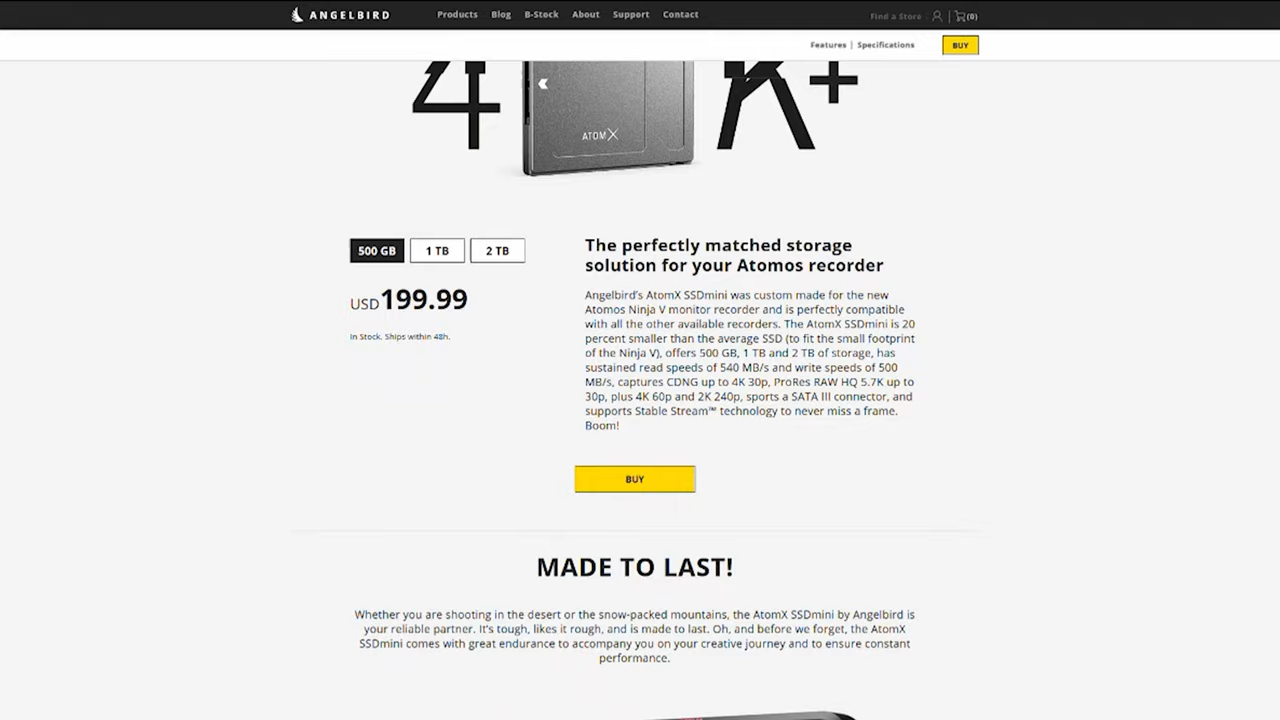 ANGELBIRD
Products Blog B-Stock About Support Contact
Find a Store (0)
Features | Specifications
BUY
4 K+
ATOMX
500 GB 1 TB 2 TB
USD 199.99
In Stock. Ships within 48h.
The perfectly matched storage
solution for your Atomos recorder
Angelbird's AtomX SSDmini was custom made for the new
Atomos Ninja V monitor recorder and is perfectly compatible
with all the other available recorders. The AtomX SSDmini is 20
percent smaller than the average SSD (to fit the small footprint
of the Ninja V), offers 500 GB, 1 TB and 2 TB of storage, has
sustained read speeds of 540 MB/s and write speeds of 500
MB/s, captures CDNG up to 4K 30p, ProRes RAW HQ 5.7K up to
30p, plus 4K 60p and 2K 240p, sports a SATA III connector, and
supports Stable Stream™ technology to never miss a frame.
Boom!
BUY
MADE TO LAST!
Whether you are shooting in the desert or the snow-packed mountains, the AtomX SSDmini by Angelbird is
your reliable partner. It's tough, likes it rough, and is made to last. Oh, and before we forget, the AtomX
SSDmini comes with great endurance to accompany you on your creative journey and to ensure constant
performance.